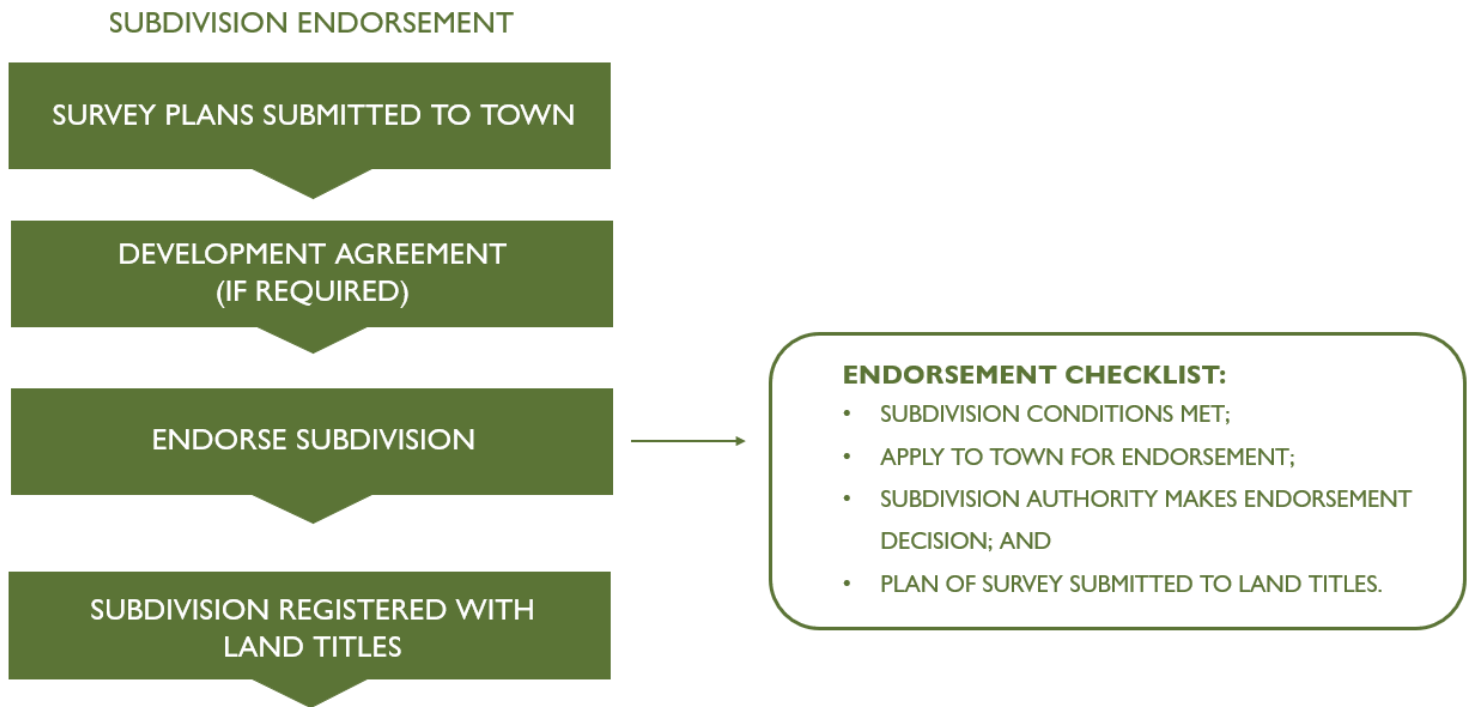 SUBDIVISION ENDORSEMENT
SURVEY PLANS SUBMITTED TO TOWN
DEVELOPMENT AGREEMENT
(IF REQUIRED)
ENDORSE SUBDIVISION
SUBDIVISION REGISTERED WITH
LAND TITLES
ENDORSEMENT CHECKLIST:
• SUBDIVISION CONDITIONS MET;
• APPLY TO TOWN FOR ENDORSEMENT;
• SUBDIVISION AUTHORITY MAKES ENDORSEMENT
DECISION; AND
• PLAN OF SURVEY SUBMITTED TO LAND TITLES.